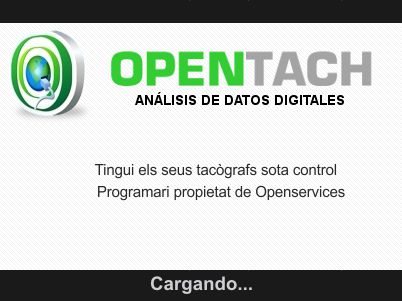 OPENTACH
ANÁLISIS DE DATOS DIGITALES
Tingui els seus tacògrafs sota control
Programari propietat de Openservices
Cargando...